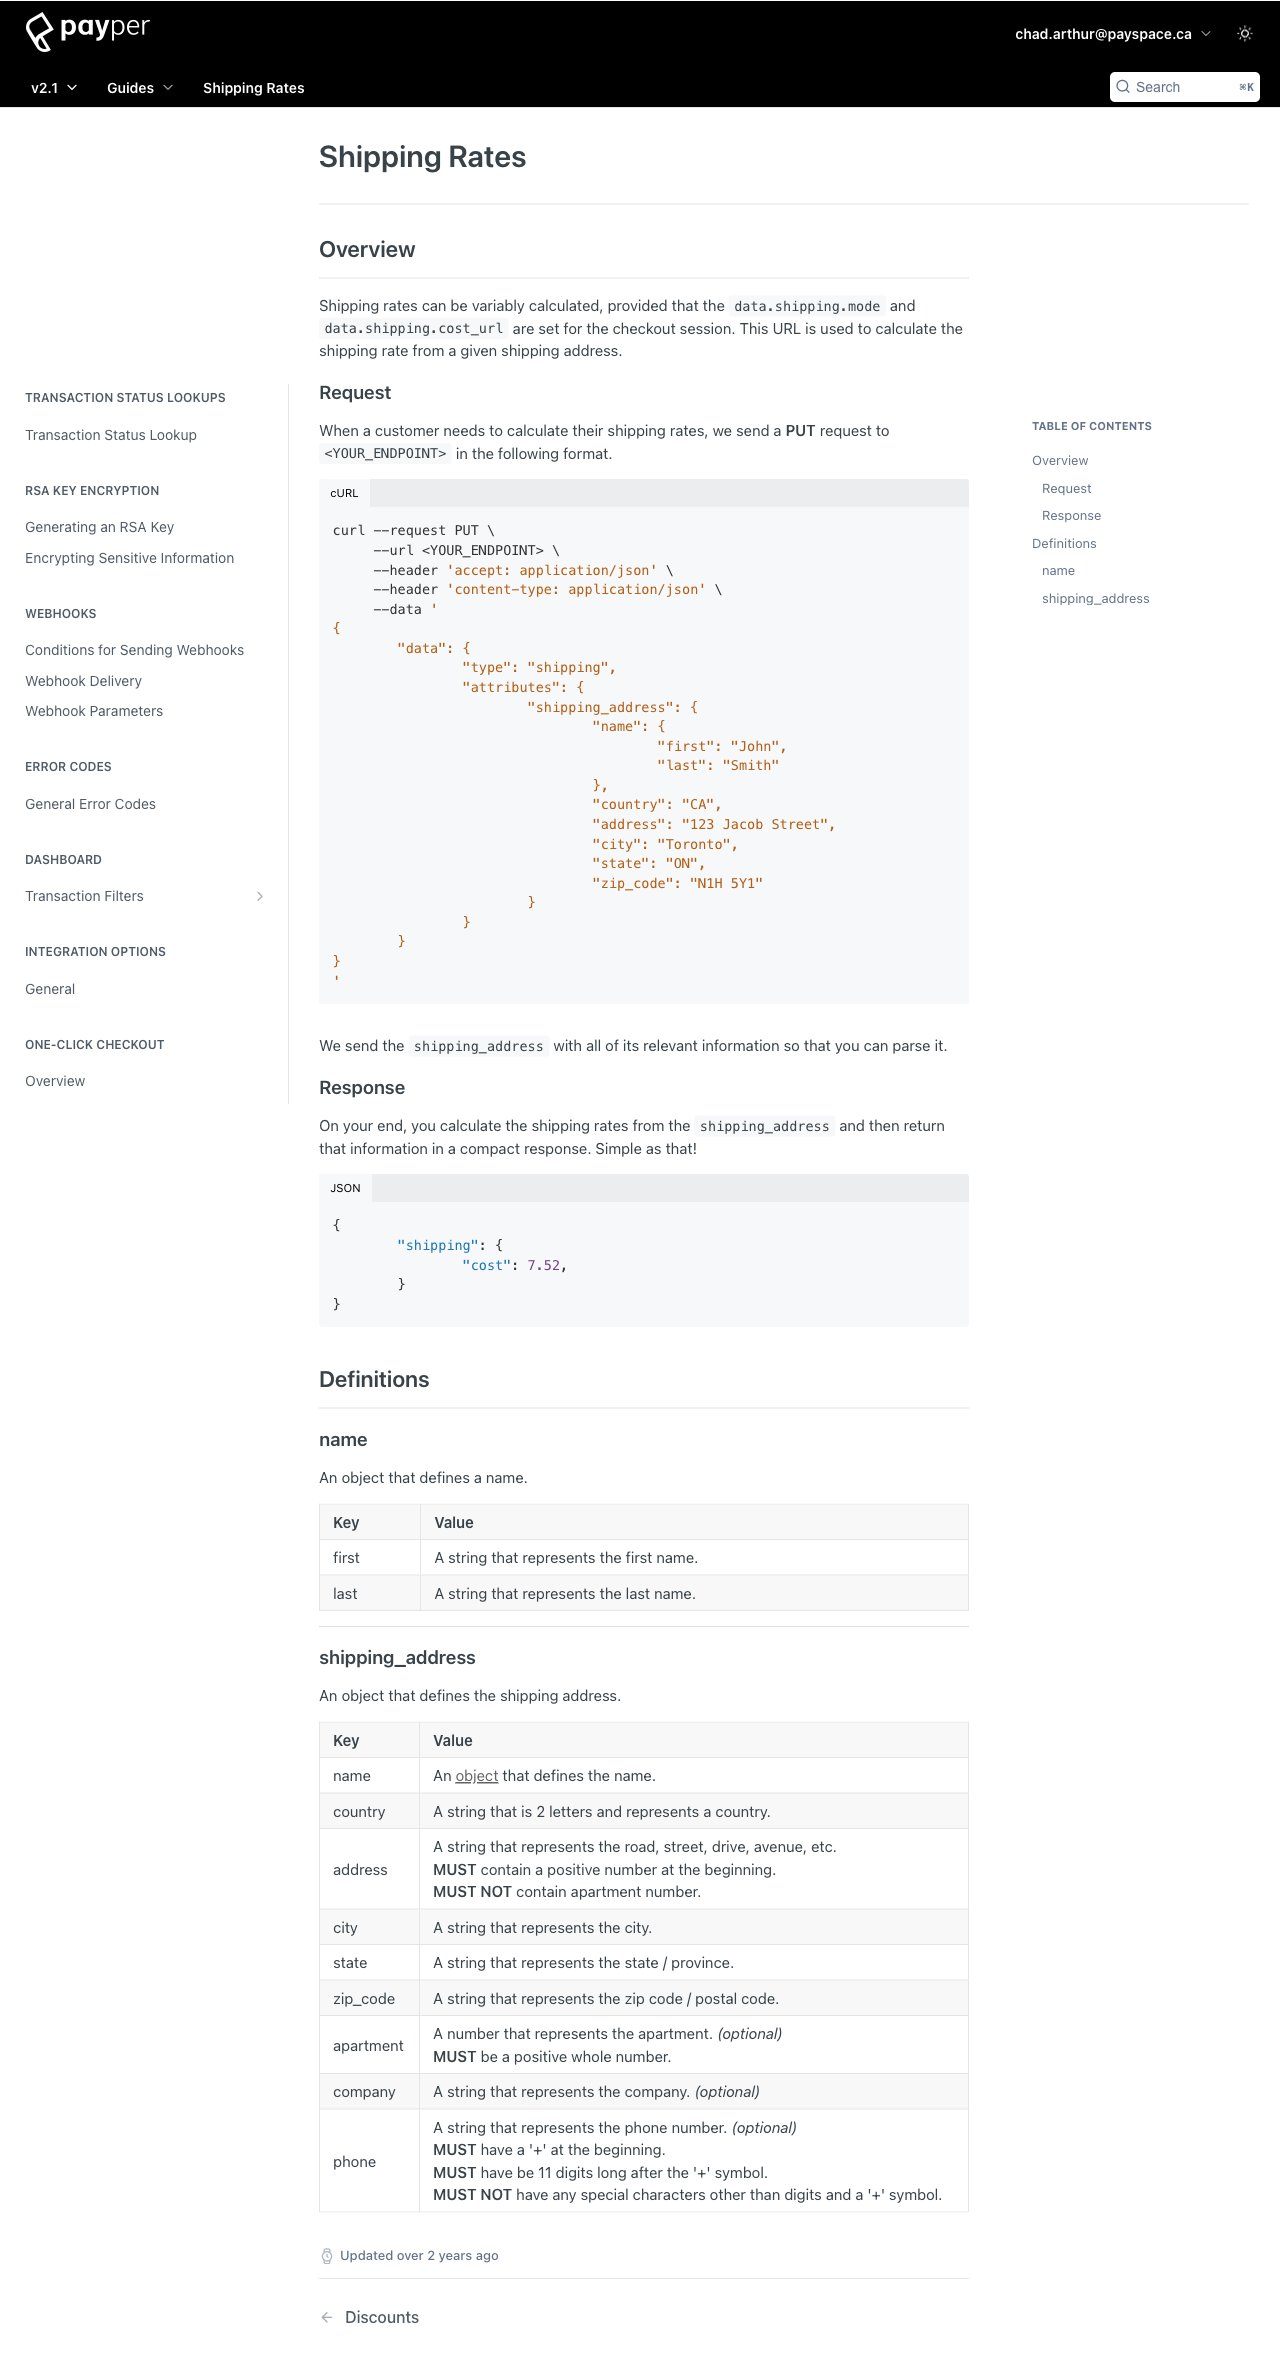 payper
chad.arthur@payspace.ca
v2.1 Guides Shipping Rates
Search ⌘K
Shipping Rates
Overview
Shipping rates can be variably calculated, provided that the data.shipping.mode and
data.shipping.cost_url are set for the checkout session. This URL is used to calculate the
shipping rate from a given shipping address.
TRANSACTION STATUS LOOKUPS
Transaction Status Lookup
RSA KEY ENCRYPTION
Generating an RSA Key
Encrypting Sensitive Information
WEBHOOKS
Conditions for Sending Webhooks
Webhook Delivery
Webhook Parameters
ERROR CODES
General Error Codes
DASHBOARD
Transaction Filters
INTEGRATION OPTIONS
General
ONE-CLICK CHECKOUT
Overview
Request
When a customer needs to calculate their shipping rates, we send a PUT request to
<YOUR_ENDPOINT> in the following format.
cURL
curl --request PUT \
--url <YOUR_ENDPOINT> \
--header 'accept: application/json' \
--header 'content-type: application/json' \
--data '
{
"data": {
"type": "shipping",
"attributes": {
"shipping_address": {
"name": {
"first": "John",
"last": "Smith"
},
"country": "CA",
"address": "123 Jacob Street",
"city": "Toronto",
"state": "ON",
"zip_code": "N1H 5Y1"
}
}
}
}
'
We send the shipping_address with all of its relevant information so that you can parse it.
Response
On your end, you calculate the shipping rates from the shipping_address and then return
that information in a compact response. Simple as that!
JSON
{
"shipping": {
"cost": 7.52,
}
}
Definitions
name
An object that defines a name.
Key Value
first A string that represents the first name.
last A string that represents the last name.
shipping_address
An object that defines the shipping address.
Key Value
name An object that defines the name.
country A string that is 2 letters and represents a country.
address A string that represents the road, street, drive, avenue, etc.
MUST contain a positive number at the beginning.
MUST NOT contain apartment number.
city A string that represents the city.
state A string that represents the state / province.
zip_code A string that represents the zip code / postal code.
apartment A number that represents the apartment. (optional)
MUST be a positive whole number.
company A string that represents the company. (optional)
phone A string that represents the phone number. (optional)
MUST have a '+' at the beginning.
MUST have be 11 digits long after the '+' symbol.
MUST NOT have any special characters other than digits and a '+' symbol.
Updated over 2 years ago
← Discounts
TABLE OF CONTENTS
Overview
Request
Response
Definitions
name
shipping_address